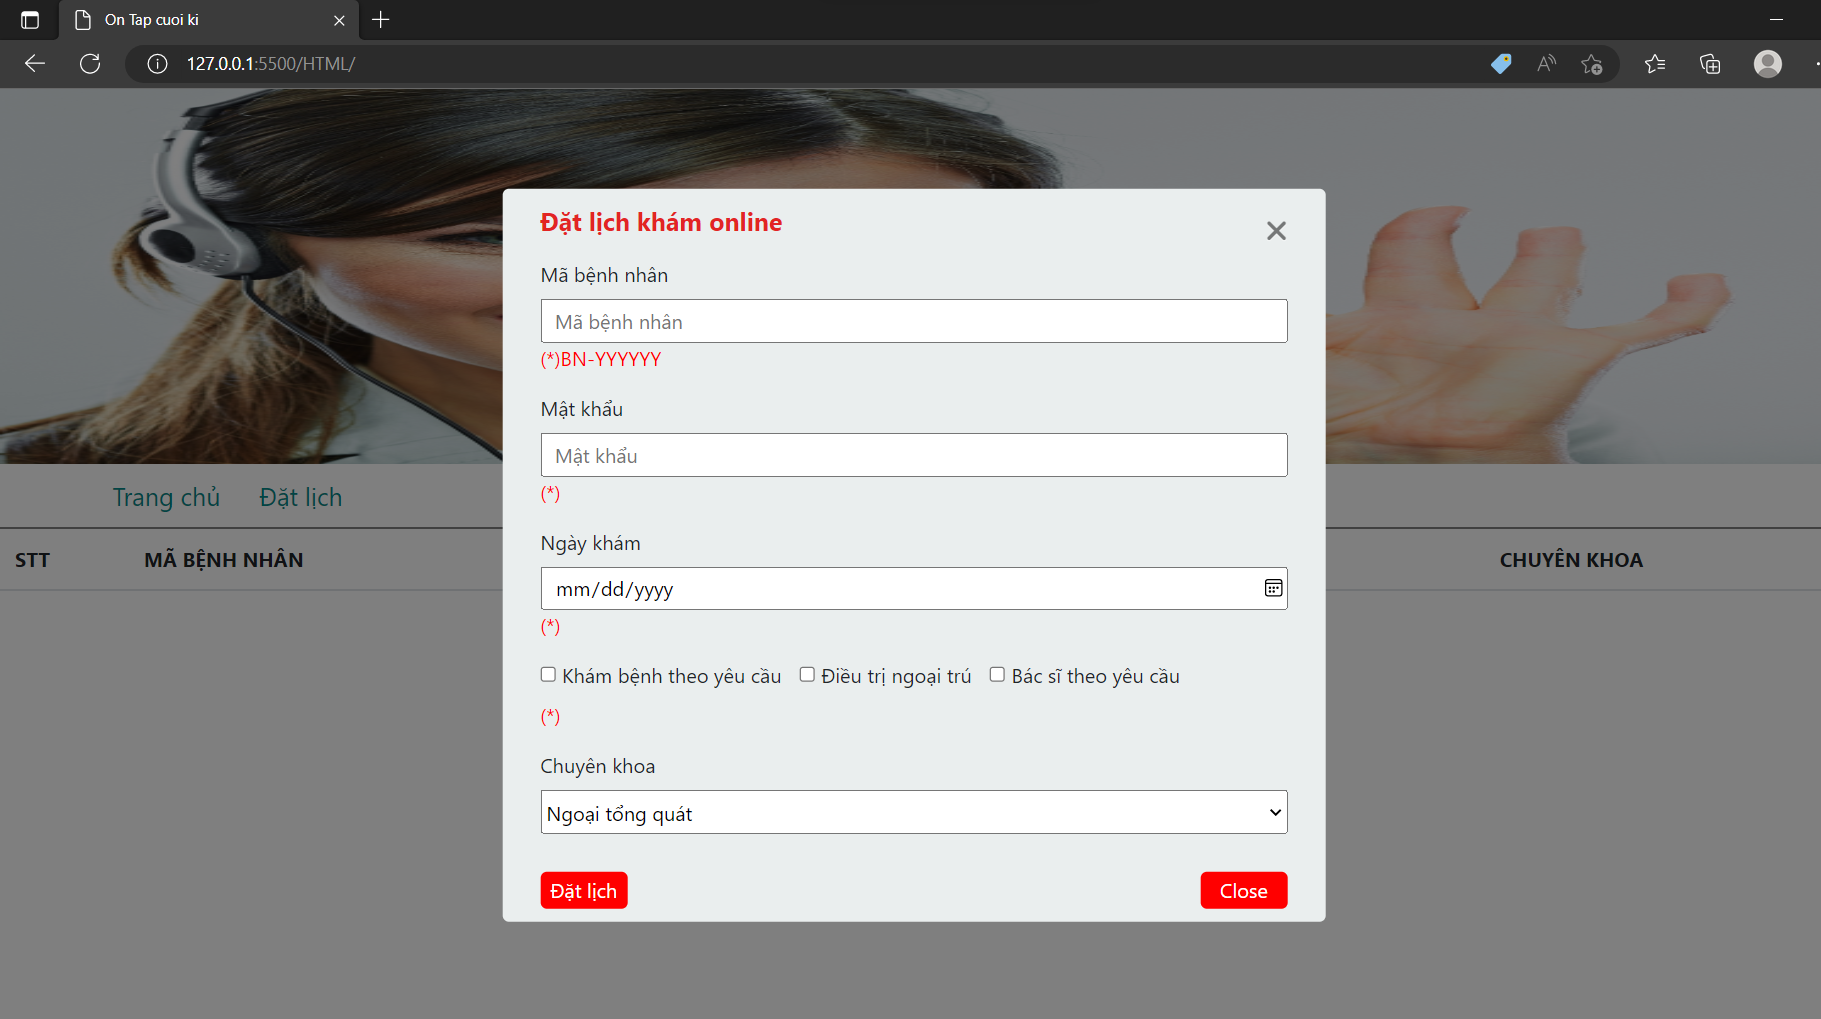 On Tap cuoi ki
127.0.0.1:5500/HTML/
Đặt lịch khám online
Mã bệnh nhân
Mã bệnh nhân
(*)BN-YYYYYY
Mật khẩu
Mật khẩu
(*)
Trang chủ Đặt lịch
STT MÃ BỆNH NHÂN CHUYÊN KHOA
Ngày khám
mm/dd/yyyy
(*)
Khám bệnh theo yêu cầu Điều trị ngoại trú Bác sĩ theo yêu cầu
(*)
Chuyên khoa
Ngoại tổng quát
Đặt lịch Close